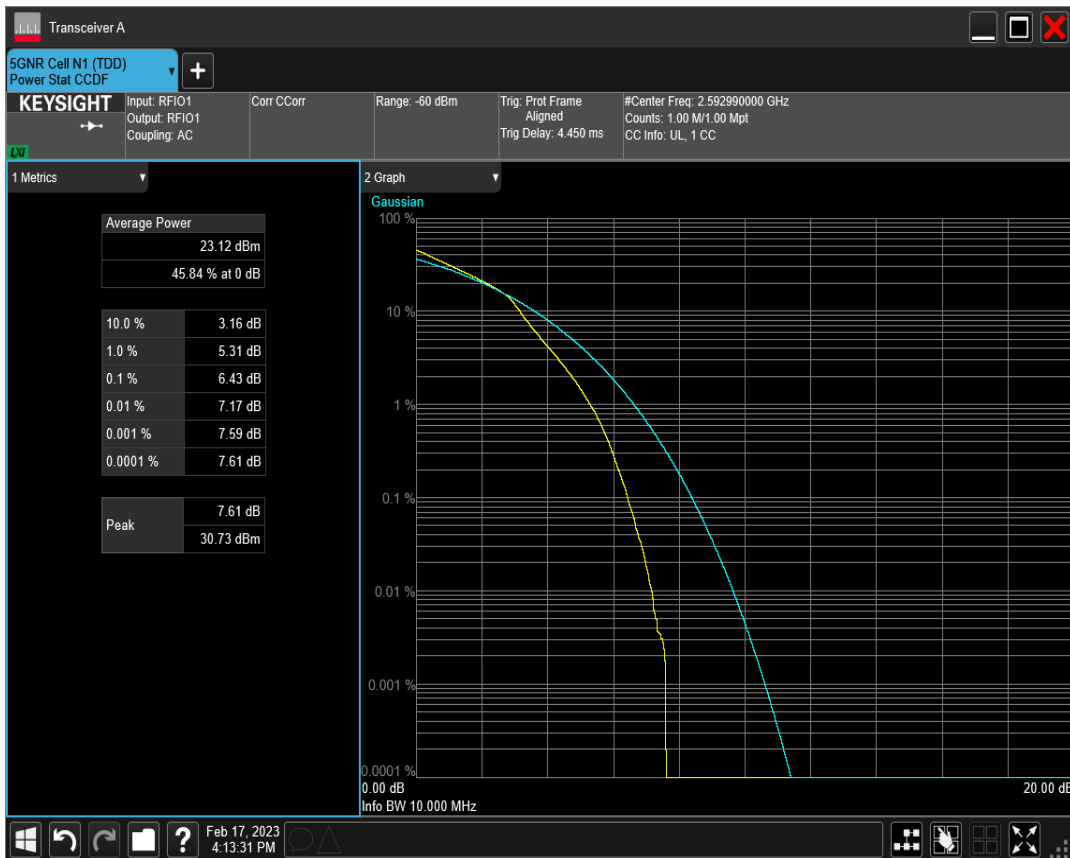 Transceiver A
5GNR Cell N1 (TDD)
Power Stat CCDF
KEYSIGHT
LXI
Input: RFIO1
Output: RFIO1
Coupling: AC
Corr CCorr
Range: -60 dBm
Trig: Prot Frame
Aligned
Trig Delay: 4.450 ms
#Center Freq: 2.592990000 GHz
Counts: 1.00 M/1.00 Mpt
CC Info: UL, 1 CC
1 Metrics
Average Power
23.12 dBm
45.84 % at 0 dB
10.0 % 3.16 dB
1.0 % 5.31 dB
0.1 % 6.43 dB
0.01 % 7.17 dB
0.001 % 7.59 dB
0.0001 % 7.61 dB
Peak 7.61 dB
30.73 dBm
2 Graph
Gaussian
100 %
10 %
1 %
0.1 %
0.01 %
0.001 %
0.0001 %
0.00 dB 20.00 dB
Info BW 10.000 MHz
Feb 17, 2023
4:13:31 PM